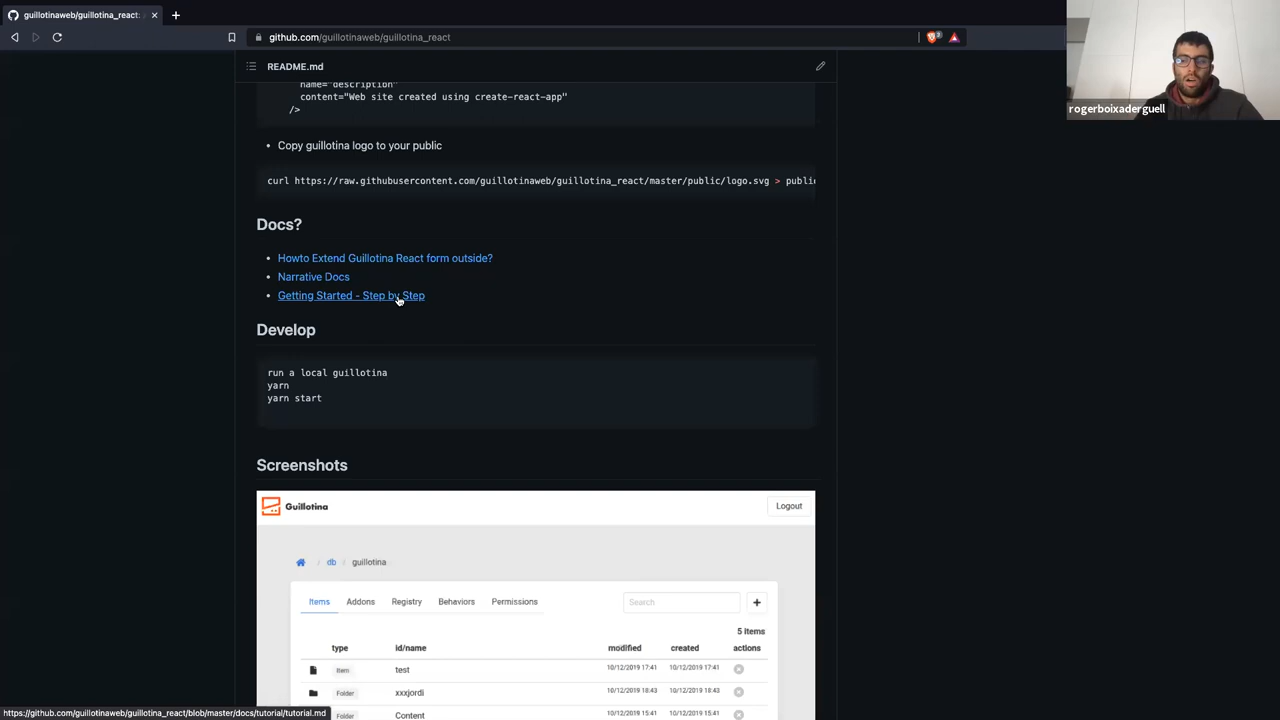 guillotinaweb/guillotina_react:
github.com/guillotinaweb/guillotina_react
README.md
name="description"
content="Web site created using create-react-app"
/>
Copy guillotina logo to your public
curl https://raw.githubusercontent.com/guillotinaweb/guillotina_react/master/public/logo.svg > public
Docs?
Howto Extend Guillotina React form outside?
Narrative Docs
Getting Started - Step by Step
Develop
run a local guillotina
yarn
yarn start
Screenshots
Guillotina
Logout
/ db / guillotina
Items Addons Registry Behaviors Permissions
Search
+
5 items
type id/name modified created actions
Item test 10/12/2019 17:41 10/12/2019 17:41
Folder xxxjordi 10/12/2019 18:43 10/12/2019 18:43
Folder Content 10/12/2019 15:41 10/12/2019 15:41
https://github.com/guillotinaweb/guillotina_react/blob/master/docs/tutorial/tutorial.md
rogerboixaderguell